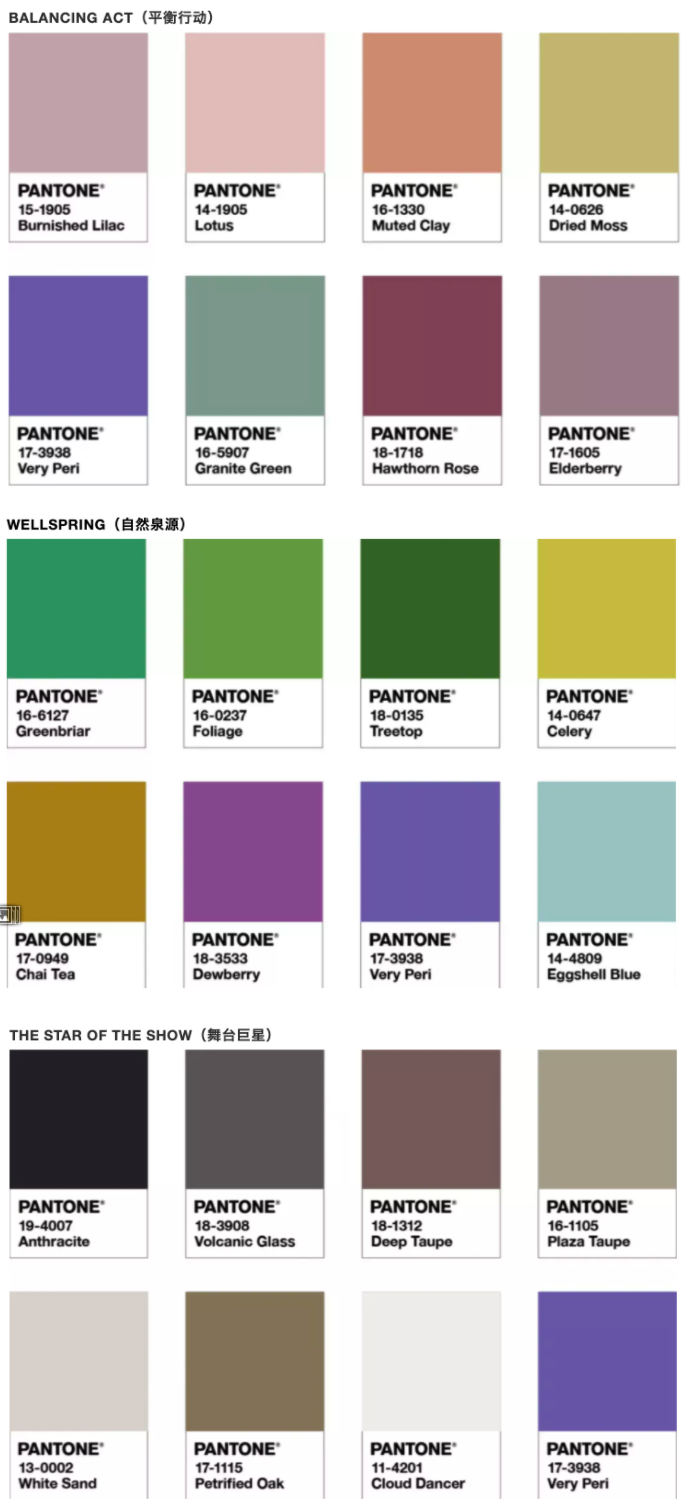 BALANCING ACT（平衡行动）
PANTONE® PANTONE® PANTONE® PANTONE®
15-1905 14-1905 16-1330 14-0626
Burnished Lilac Lotus Muted Clay Dried Moss
PANTONE® PANTONE® PANTONE® PANTONE®
17-3938 16-5907 18-1718 17-1605
Very Peri Granite Green Hawthorn Rose Elderberry
WELLSPRING（自然泉源）
PANTONE® PANTONE® PANTONE® PANTONE®
16-6127 16-0237 18-0135 14-0647
Greenbriar Foliage Treetop Celery
PANTONE® PANTONE® PANTONE® PANTONE®
17-0949 18-3533 17-3938 14-4809
Chai Tea Dewberry Very Peri Eggshell Blue
THE STAR OF THE SHOW（舞台巨星）
PANTONE® PANTONE® PANTONE® PANTONE®
19-4007 18-3908 18-1312 16-1105
Anthracite Volcanic Glass Deep Taupe Plaza Taupe
PANTONE® PANTONE® PANTONE® PANTONE®
13-0002 17-1115 11-4201 17-3938
White Sand Petrified Oak Cloud Dancer Very Peri